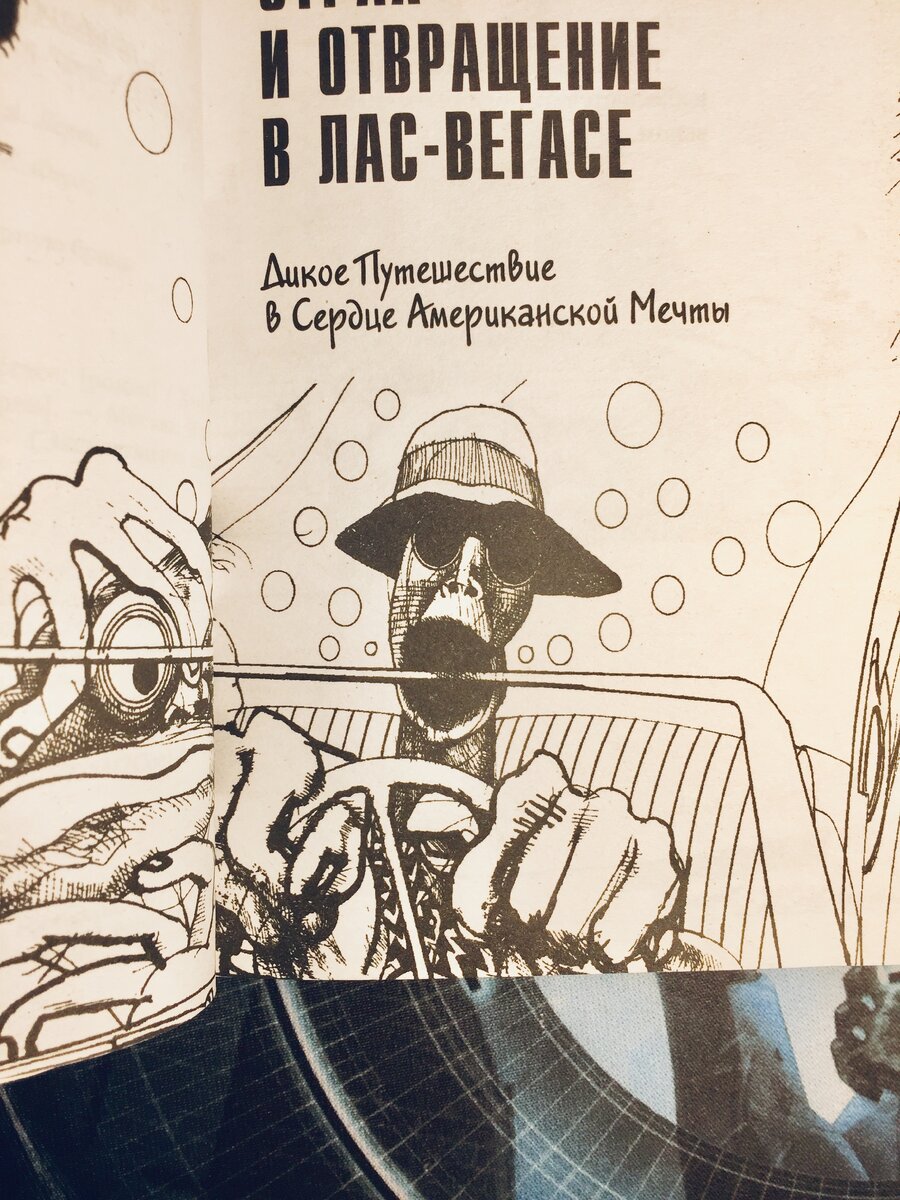 И ОТВРАЩЕНИЕ
В ЛАС-ВЕГАСЕ
Дикое Путешествие
в Сердце Американской Мечты